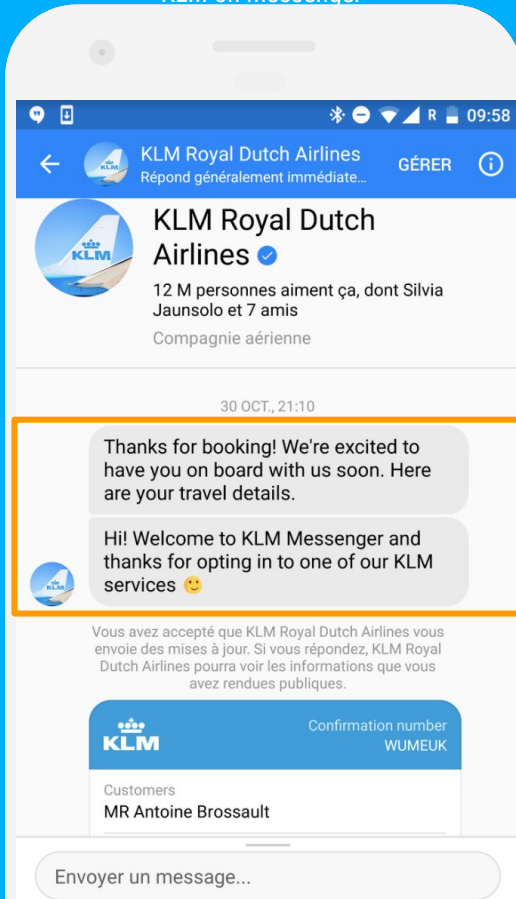 KLM on messenger
R 09:58
KLM Royal Dutch Airlines
Répond généralement immédiate...
GÉRER
KLM
KLM Royal Dutch
Airlines
12 M personnes aiment ça, dont Silvia
Jaunsolo et 7 amis
Compagnie aérienne
KLM
30 OCT., 21:10
Thanks for booking! We're excited to
have you on board with us soon. Here
are your travel details.
Hi! Welcome to KLM Messenger and
thanks for opting in to one of our KLM
services
KLM
Vous avez accepté que KLM Royal Dutch Airlines vous
envoie des mises à jour. Si vous répondez, KLM Royal
Dutch Airlines pourra voir les informations que vous
avez rendues publiques.
KLM
Confirmation number
WUMEUK
Customers
MR Antoine Brossault
Envoyer un message...